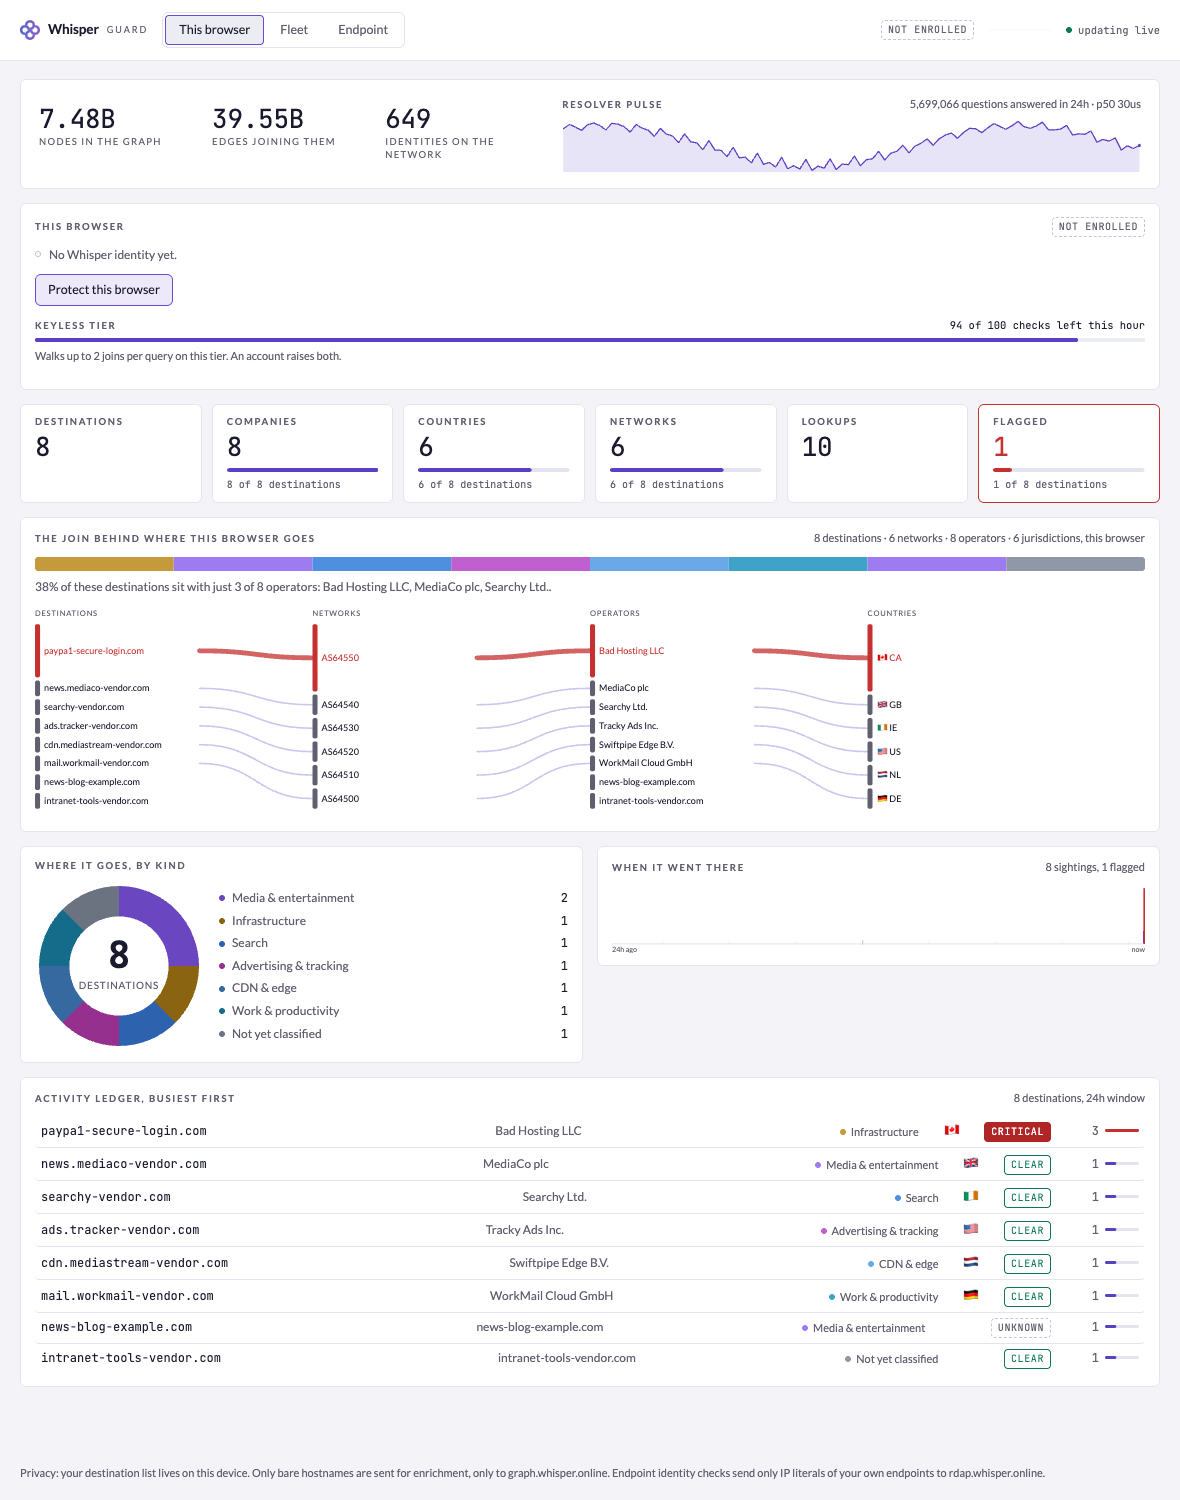 Whisper GUARD This browser Fleet Endpoint NOT ENROLLED updating live
7.48B
NODES IN THE GRAPH
39.55B
EDGES JOINING THEM
649
IDENTITIES ON THE
NETWORK
RESOLVER PULSE 5,699,066 questions answered in 24h · p50 30us
THIS BROWSER NOT ENROLLED
No Whisper identity yet.
Protect this browser
KEYLESS TIER 94 of 100 checks left this hour
Walks up to 2 joins per query on this tier. An account raises both.
DESTINATIONS
8
COMPANIES
8
8 of 8 destinations
COUNTRIES
6
6 of 8 destinations
NETWORKS
6
6 of 8 destinations
LOOKUPS
10
FLAGGED
1
1 of 8 destinations
THE JOIN BEHIND WHERE THIS BROWSER GOES 8 destinations · 6 networks · 8 operators · 6 jurisdictions, this browser
38% of these destinations sit with just 3 of 8 operators: Bad Hosting LLC, MediaCo plc, Searchy Ltd..
DESTINATIONS
paypa1-secure-login.com
news.mediaco-vendor.com
searchy-vendor.com
ads.tracker-vendor.com
cdn.mediastream-vendor.com
mail.workmail-vendor.com
news-blog-example.com
intranet-tools-vendor.com
NETWORKS
AS64550
AS64540
AS64530
AS64520
AS64510
AS64500
OPERATORS
Bad Hosting LLC
MediaCo plc
Searchy Ltd.
Tracky Ads Inc.
Swiftpipe Edge B.V.
WorkMail Cloud GmbH
news-blog-example.com
intranet-tools-vendor.com
COUNTRIES
CA
GB
IE
US
NL
DE
WHERE IT GOES, BY KIND
8
DESTINATIONS
Media & entertainment 2
Infrastructure 1
Search 1
Advertising & tracking 1
CDN & edge 1
Work & productivity 1
Not yet classified 1
WHEN IT WENT THERE 8 sightings, 1 flagged
24h ago now
ACTIVITY LEDGER, BUSIEST FIRST 8 destinations, 24h window
paypa1-secure-login.com Bad Hosting LLC Infrastructure CRITICAL 3
news.mediaco-vendor.com MediaCo plc Media & entertainment CLEAR 1
searchy-vendor.com Searchy Ltd. Search CLEAR 1
ads.tracker-vendor.com Tracky Ads Inc. Advertising & tracking CLEAR 1
cdn.mediastream-vendor.com Swiftpipe Edge B.V. CDN & edge CLEAR 1
mail.workmail-vendor.com WorkMail Cloud GmbH Work & productivity CLEAR 1
news-blog-example.com news-blog-example.com Media & entertainment UNKNOWN 1
intranet-tools-vendor.com intranet-tools-vendor.com Not yet classified CLEAR 1
Privacy: your destination list lives on this device. Only bare hostnames are sent for enrichment, only to graph.whisper.online. Endpoint identity checks send only IP literals of your own endpoints to rdap.whisper.online.